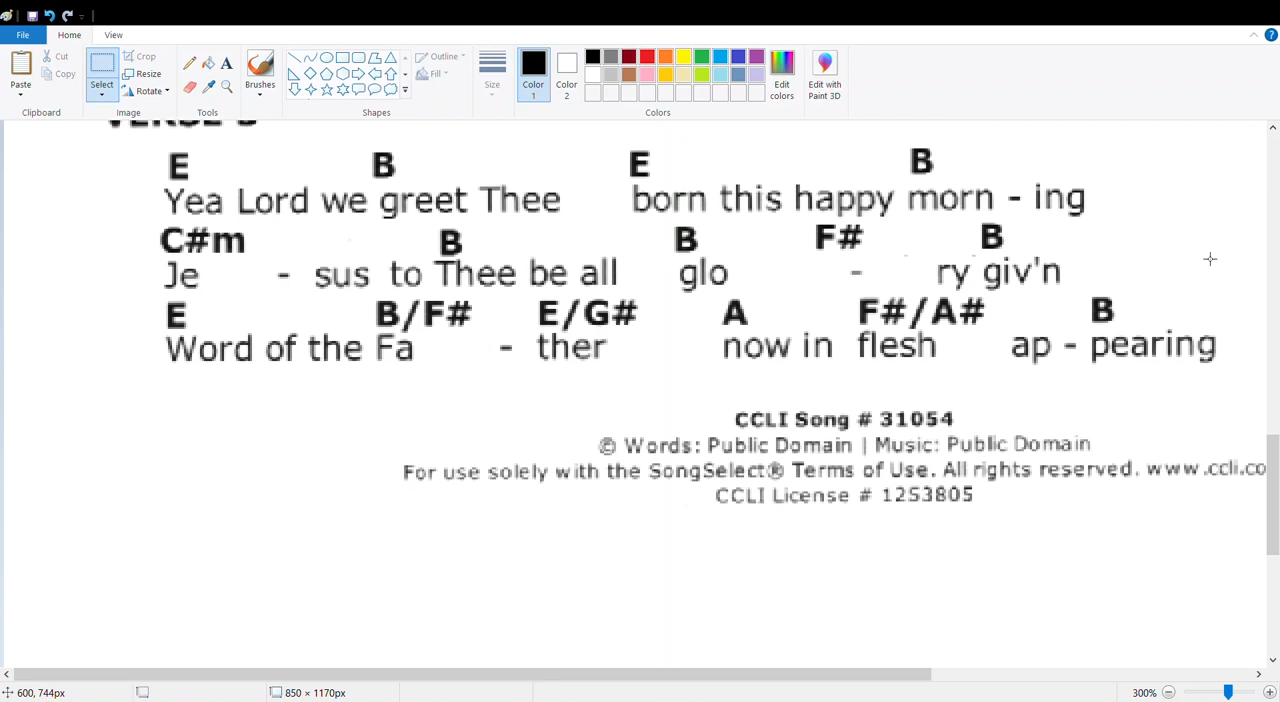 File Home View
Paste Cut Copy Select Crop Resize Rotate A Brushes Outline Fill Size Color 1 Color 2 Edit colors Edit with Paint 3D
Clipboard Image Tools Shapes Colors
E B E B
Yea Lord we greet Thee born this happy morn - ing
C#m B B F# B
Je - sus to Thee be all glo - ry giv'n
E B/F# E/G# A F#/A# B
Word of the Fa - ther now in flesh ap - pearing
CCLI Song # 31054
© Words: Public Domain | Music: Public Domain
For use solely with the SongSelect® Terms of Use. All rights reserved. www.ccli.co
CCLI License # 1253805
600, 744px 850 × 1170px 300%